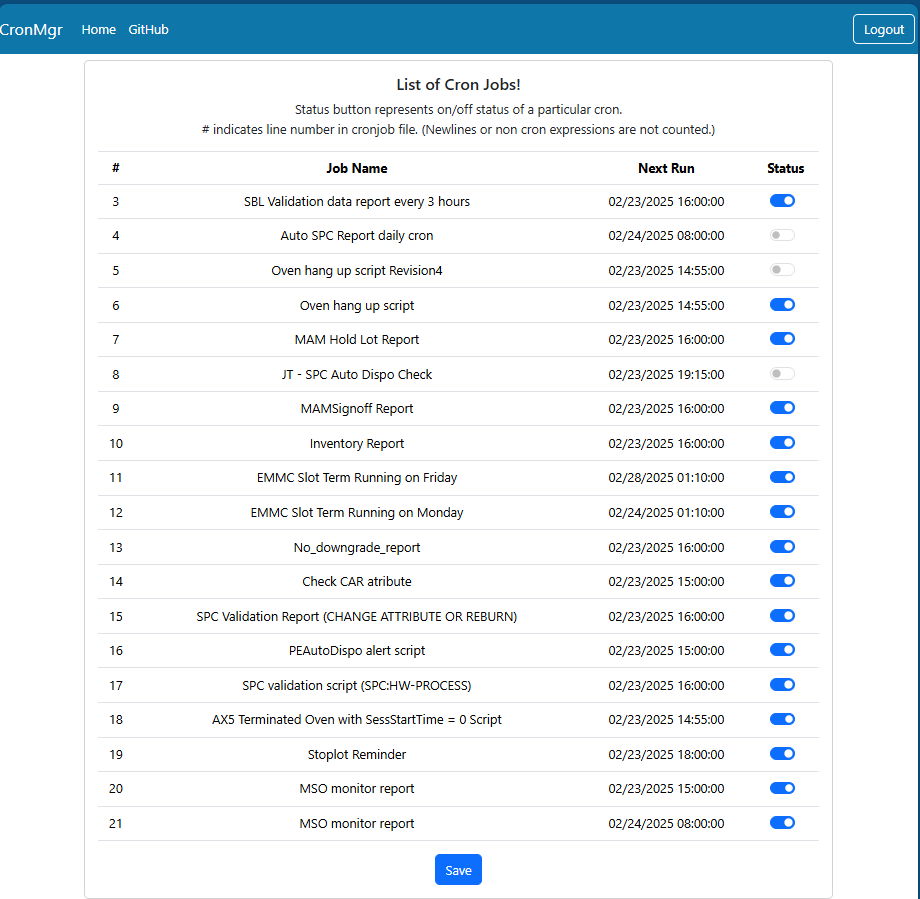 CronMgr Home GitHub Logout
List of Cron Jobs!
Status button represents on/off status of a particular cron.
# indicates line number in cronjob file. (Newlines or non cron expressions are not counted.)
# Job Name Next Run Status
3 SBL Validation data report every 3 hours 02/23/2025 16:00:00
4 Auto SPC Report daily cron 02/24/2025 08:00:00
5 Oven hang up script Revision4 02/23/2025 14:55:00
6 Oven hang up script 02/23/2025 14:55:00
7 MAM Hold Lot Report 02/23/2025 16:00:00
8 JT - SPC Auto Dispo Check 02/23/2025 19:15:00
9 MAMSignoff Report 02/23/2025 16:00:00
10 Inventory Report 02/23/2025 16:00:00
11 EMMC Slot Term Running on Friday 02/28/2025 01:10:00
12 EMMC Slot Term Running on Monday 02/24/2025 01:10:00
13 No_downgrade_report 02/23/2025 16:00:00
14 Check CAR atribute 02/23/2025 15:00:00
15 SPC Validation Report (CHANGE ATTRIBUTE OR REBURN) 02/23/2025 16:00:00
16 PEAutoDispo alert script 02/23/2025 15:00:00
17 SPC validation script (SPC:HW-PROCESS) 02/23/2025 16:00:00
18 AX5 Terminated Oven with SessStartTime = 0 Script 02/23/2025 14:55:00
19 Stoplot Reminder 02/23/2025 18:00:00
20 MSO monitor report 02/23/2025 15:00:00
21 MSO monitor report 02/24/2025 08:00:00
Save